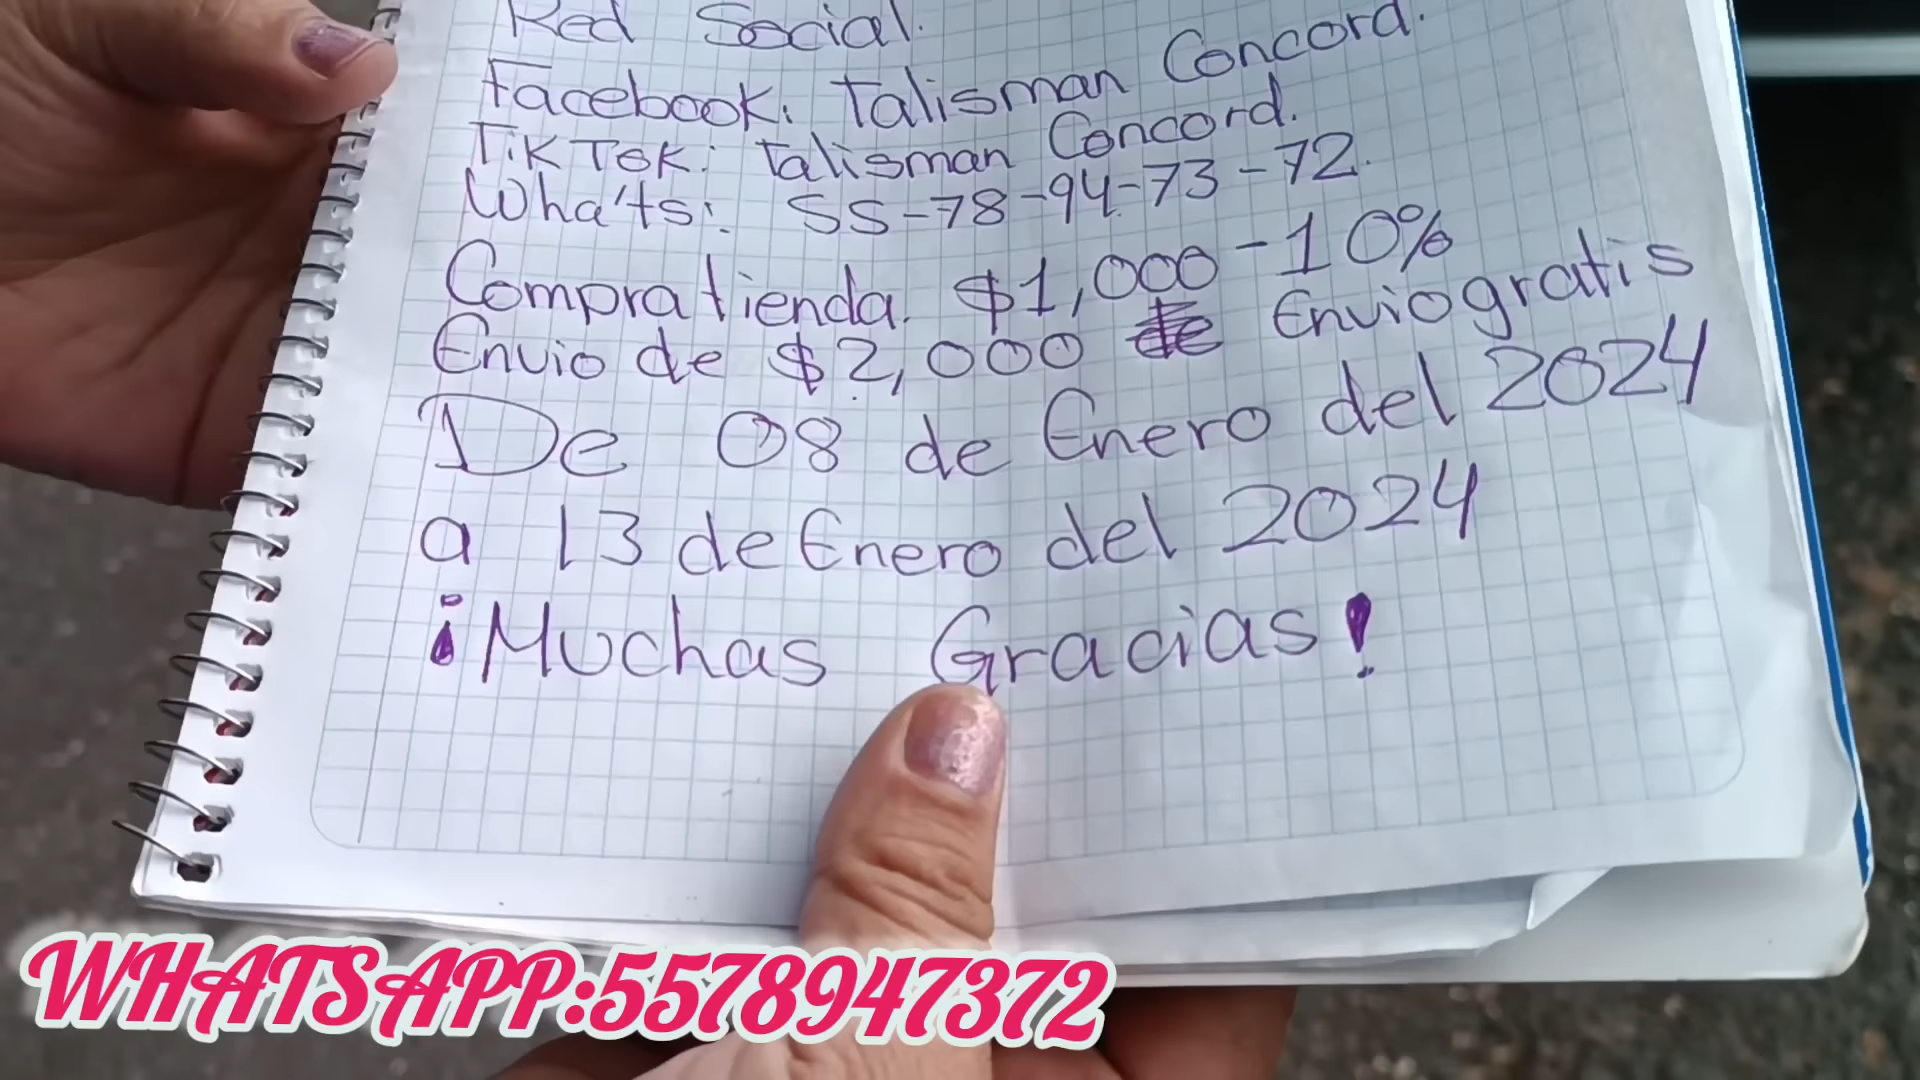 Red Social.
Facebook: Talisman Concord.
TikTok: Talisman Concord.
Wha'ts: 55-78-94-73-72.
Compra tienda. $1,000 -10%
Envio de $2,000 de Envio gratis
De 08 de Enero del 2024
a 13 de Enero del 2024
¡Muchas Gracias!
WHATSAPP:5578947372